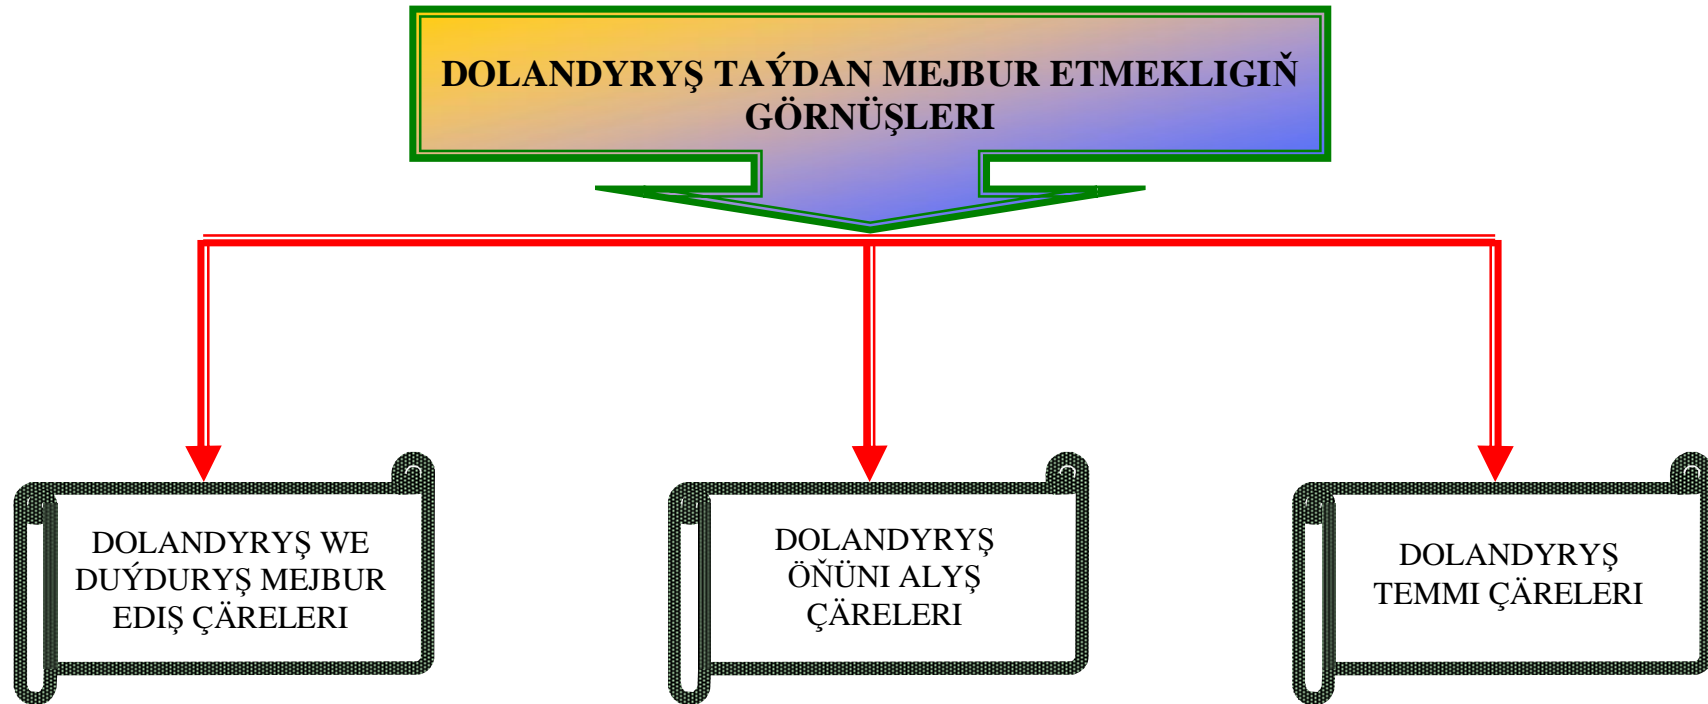 DOLANDYRYŞ TAÝDAN MEJBUR ETMEKLIGIŇ
GÖRNÜŞLERI
DOLANDYRYŞ WE
DUÝDURYŞ MEJBUR
EDIŞ ÇÄRELERI
DOLANDYRYŞ
ÖŇÜNI ALYŞ
ÇÄRELERI
DOLANDYRYŞ
TEMMI ÇÄRELERI